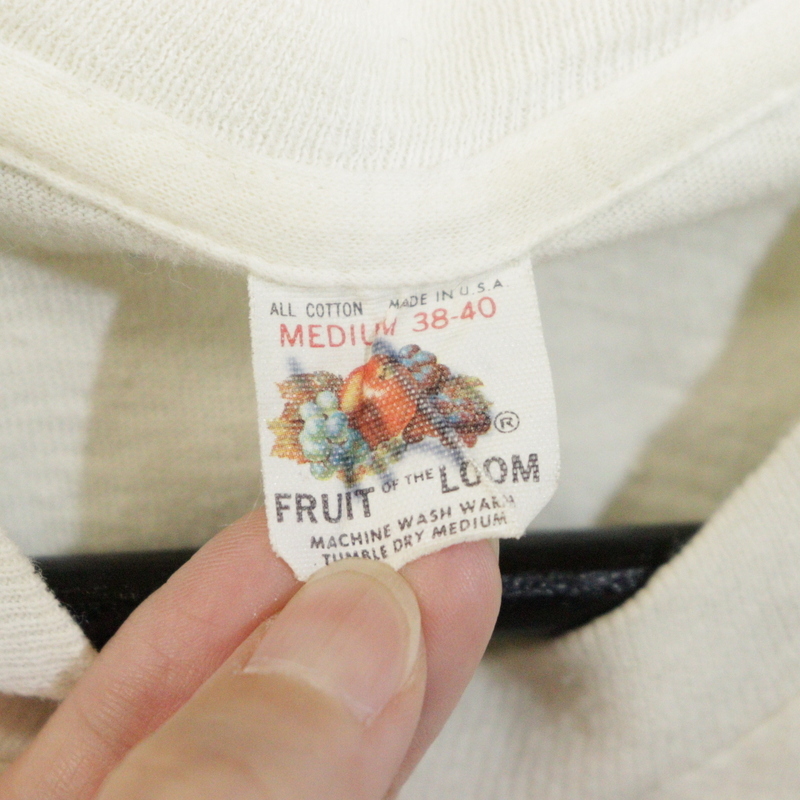 ALL COTTON MADE IN U.S.A
MEDIUM 38-40
®
FRUIT OF THE LOOM
MACHINE WASH WARM
TUMBLE DRY MEDIUM